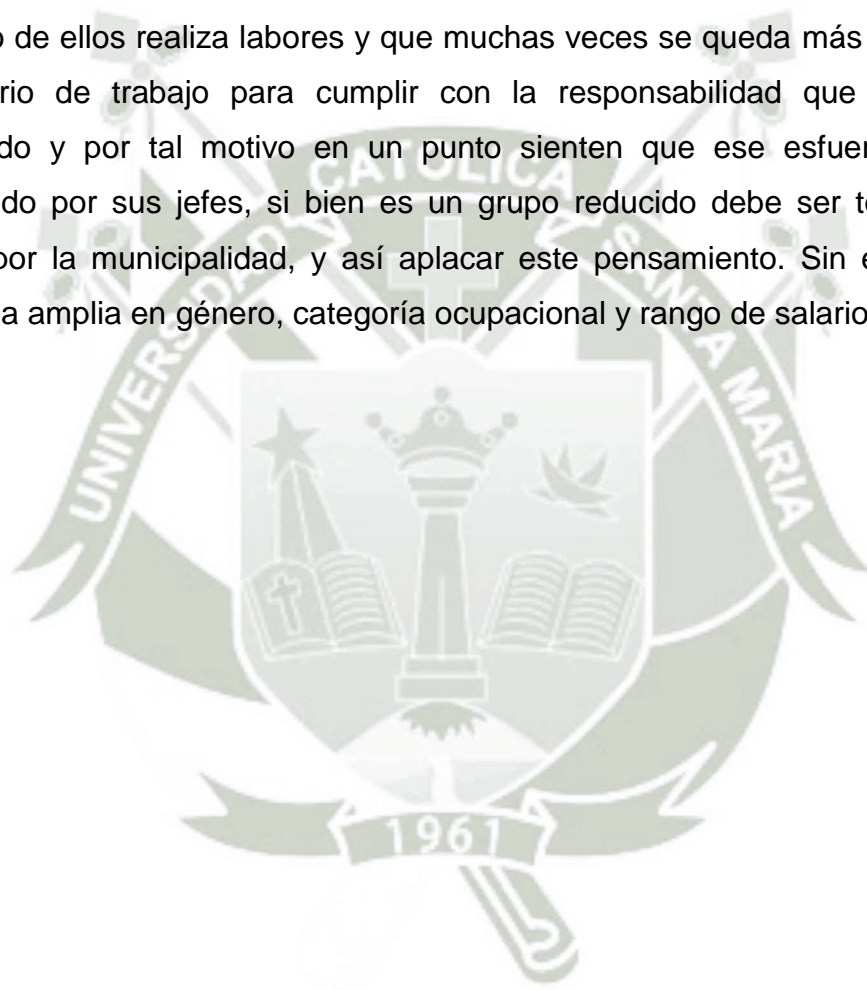 o de ellos realiza labores y que muchas veces se queda más
rio de trabajo para cumplir con la responsabilidad que
do y por tal motivo en un punto sienten que ese esfuer
do por sus jefes, si bien es un grupo reducido debe ser t
por la municipalidad, y así aplacar este pensamiento. Sin e
a amplia en género, categoría ocupacional y rango de salario
UNIVERSIDAD CATOLICA SANTA MARIA
1961